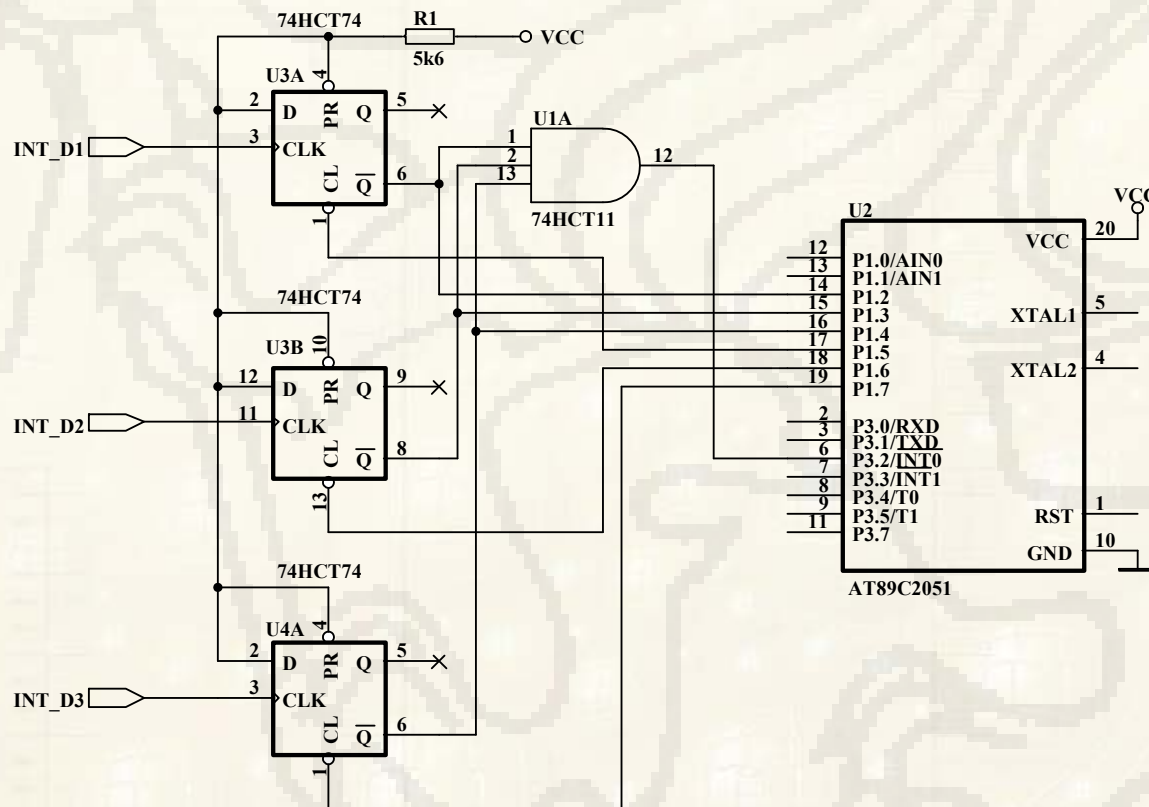 74HCT74
R1
VCC
5k6
U3A
4
2 D PR Q 5
INT_D1
3 CLK
CL Q 6
1
U1A
1
2
13
12
74HCT11
74HCT74
U3B
10
12 D PR Q 9
INT_D2
11 CLK
CL Q 8
13
74HCT74
U4A
4
2 D PR Q 5
INT_D3
3 CLK
CL Q 6
1
U2
VCC
VCC 20
12 P1.0/AIN0
13 P1.1/AIN1
14 P1.2
15 P1.3
16 P1.4
17 P1.5
18 P1.6
19 P1.7
XTAL1 5
XTAL2 4
2 P3.0/RXD
3 P3.1/TXD
6 P3.2/INT0
7 P3.3/INT1
8 P3.4/T0
9 P3.5/T1
11 P3.7
RST 1
GND 10
AT89C2051